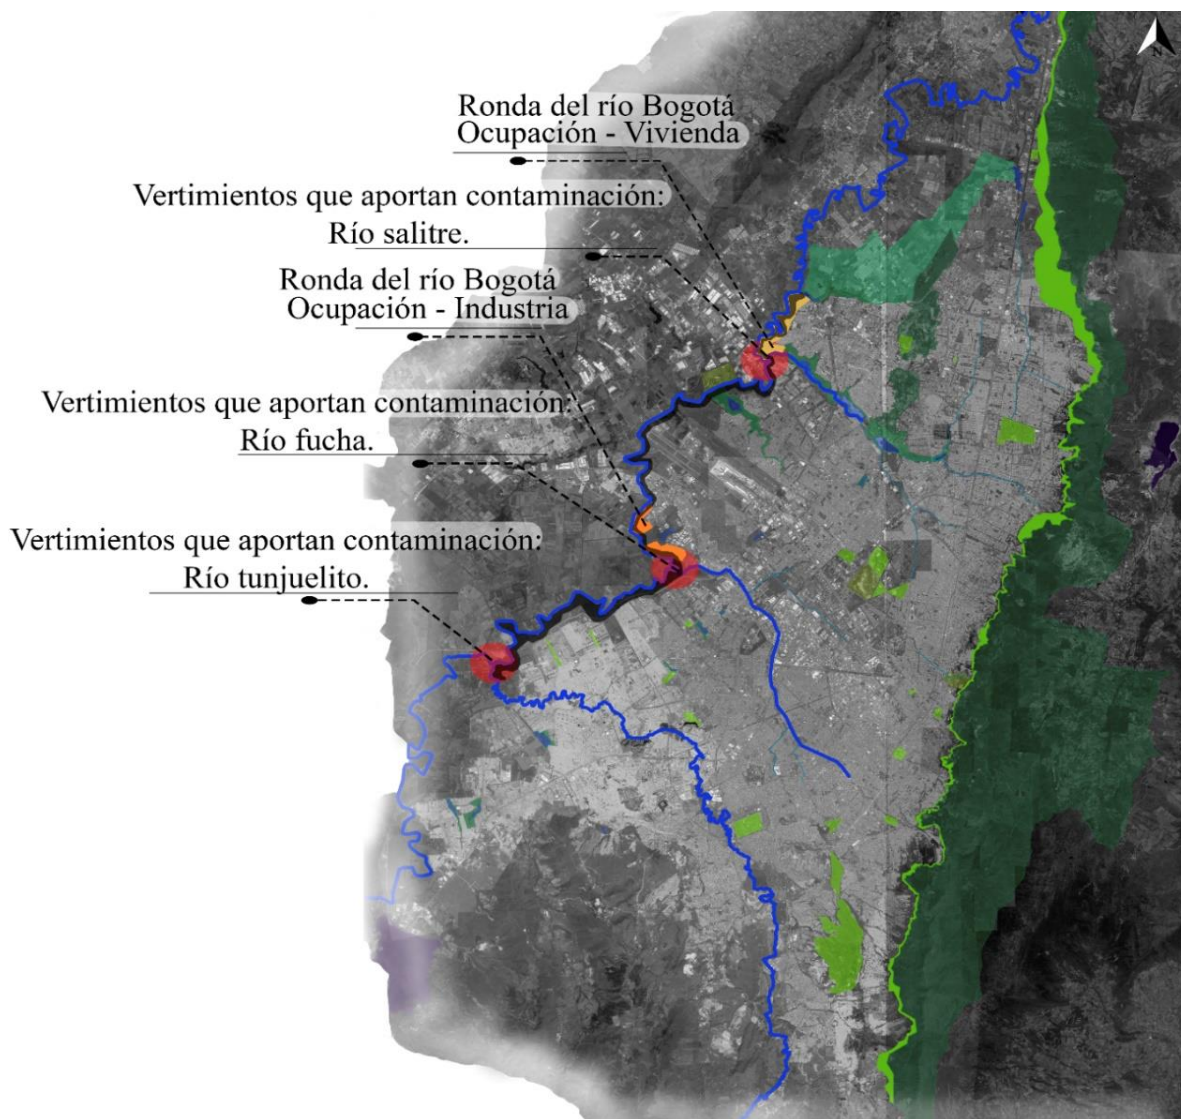 N
Ronda del río Bogotá
Ocupación - Vivienda
Vertimientos que aportan contaminación:
Río salitre.
Ronda del río Bogotá
Ocupación - Industria
Vertimientos que aportan contaminación:
Río fucha.
Vertimientos que aportan contaminación:
Río tunjuelito.